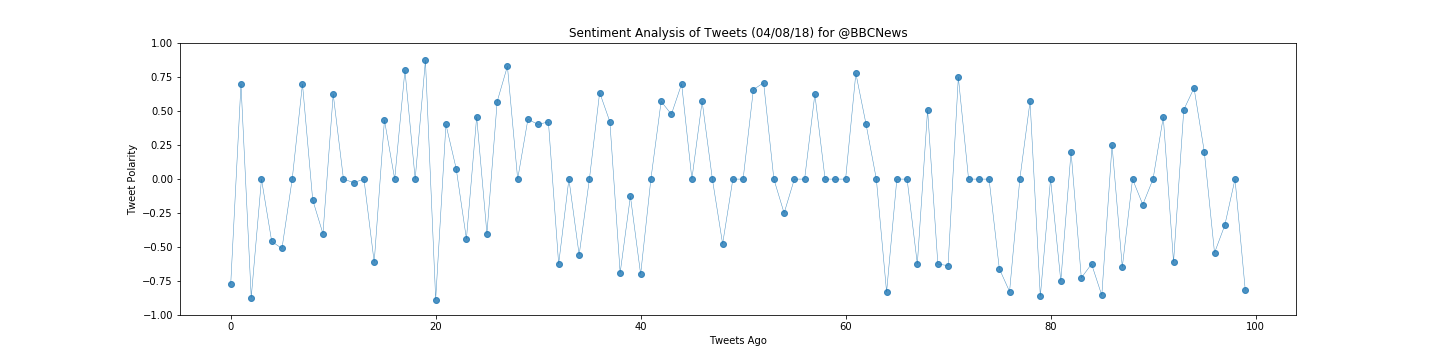 Sentiment Analysis of Tweets (04/08/18) for @BBCNews
1.00
0.75
0.50
0.25
0.00
−0.25
−0.50
−0.75
−1.00
Tweet Polarity
0 20 40 60 80 100
Tweets Ago